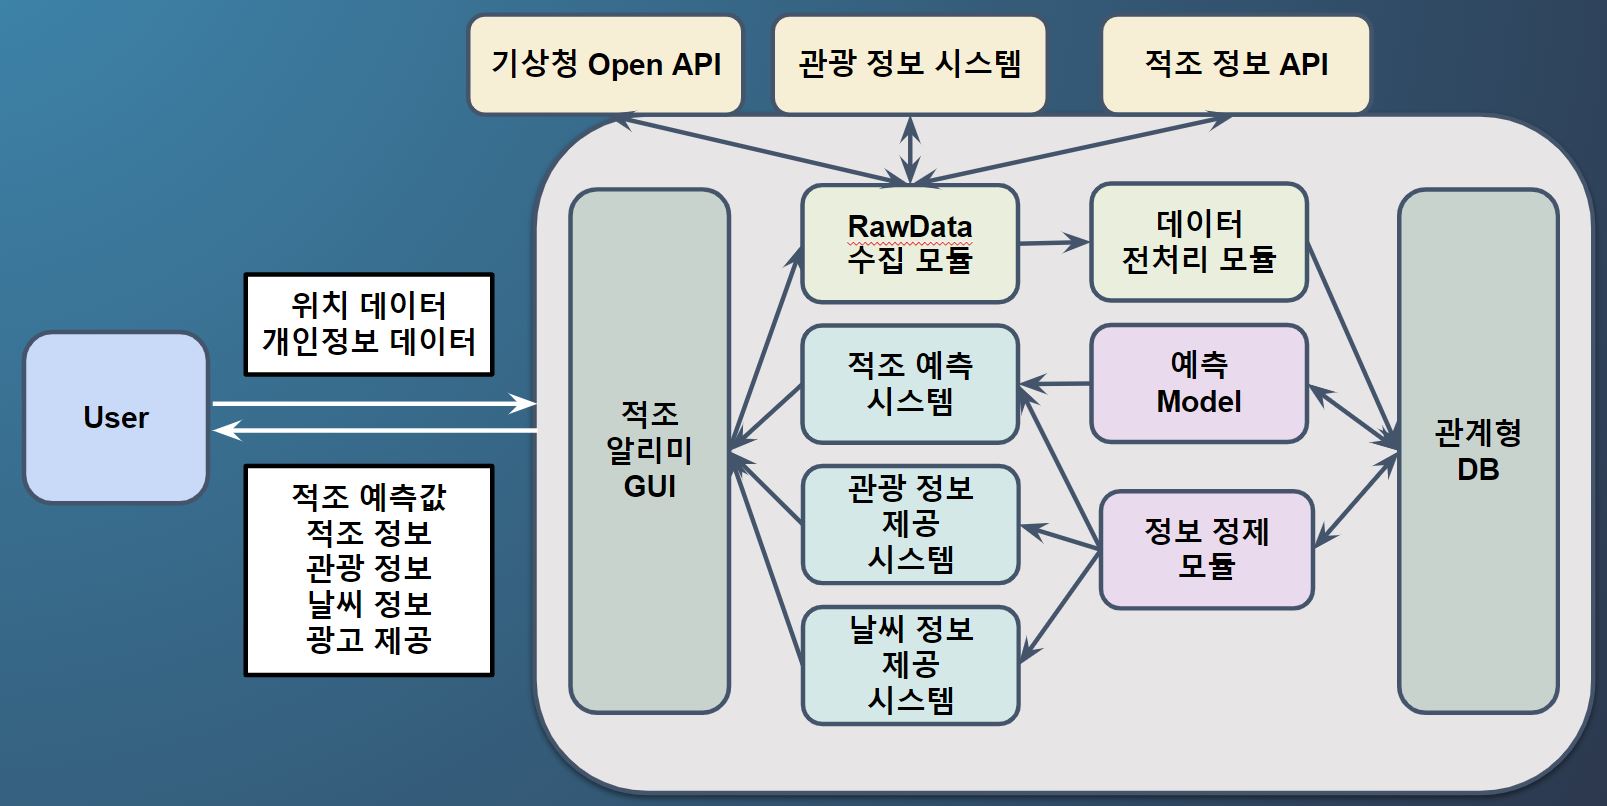 기상청 Open API
관광 정보 시스템
적조 정보 API
RawData
수집 모듈
데이터
전처리 모듈
위치 데이터
개인정보 데이터
User
적조
알리미
GUI
적조 예측
시스템
예측
Model
관계형
DB
적조 예측값
적조 정보
관광 정보
날씨 정보
광고 제공
관광 정보
제공
시스템
정보 정제
모듈
날씨 정보
제공
시스템